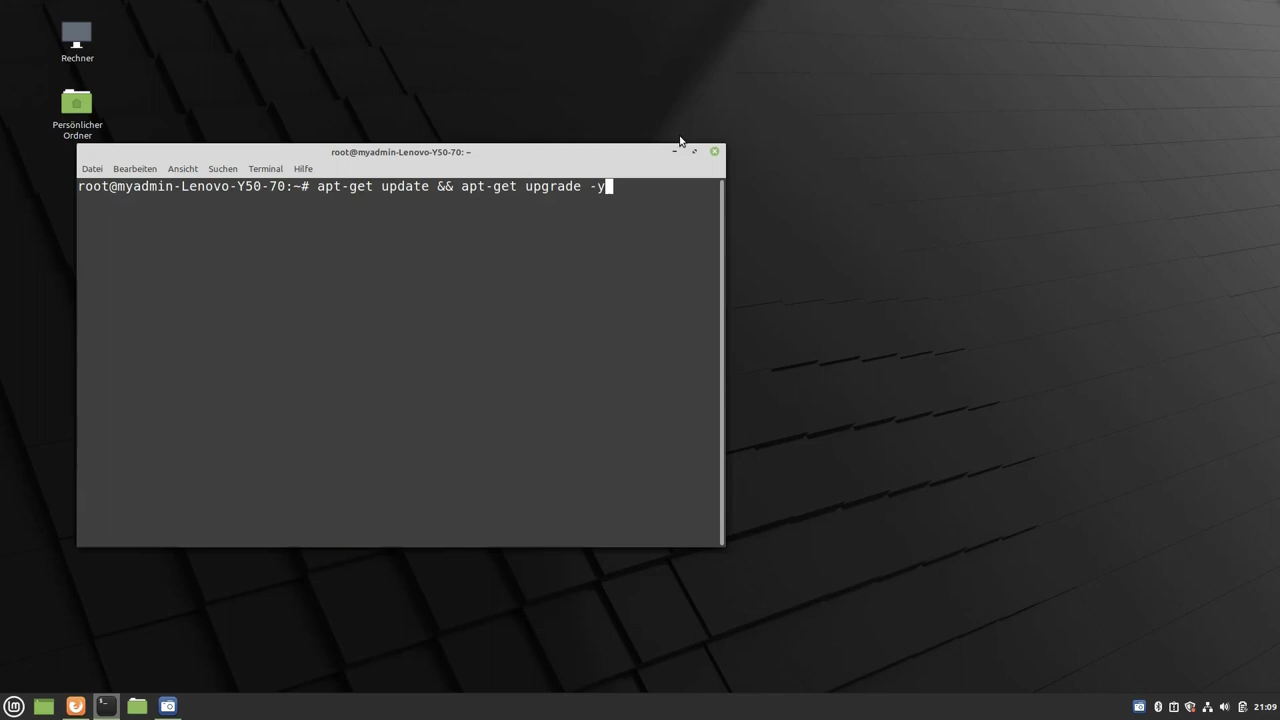 Rechner
Persönlicher
Ordner
root@myadmin-Lenovo-Y50-70: ~
Datei Bearbeiten Ansicht Suchen Terminal Hilfe
root@myadmin-Lenovo-Y50-70:~# apt-get update && apt-get upgrade -y
21:09